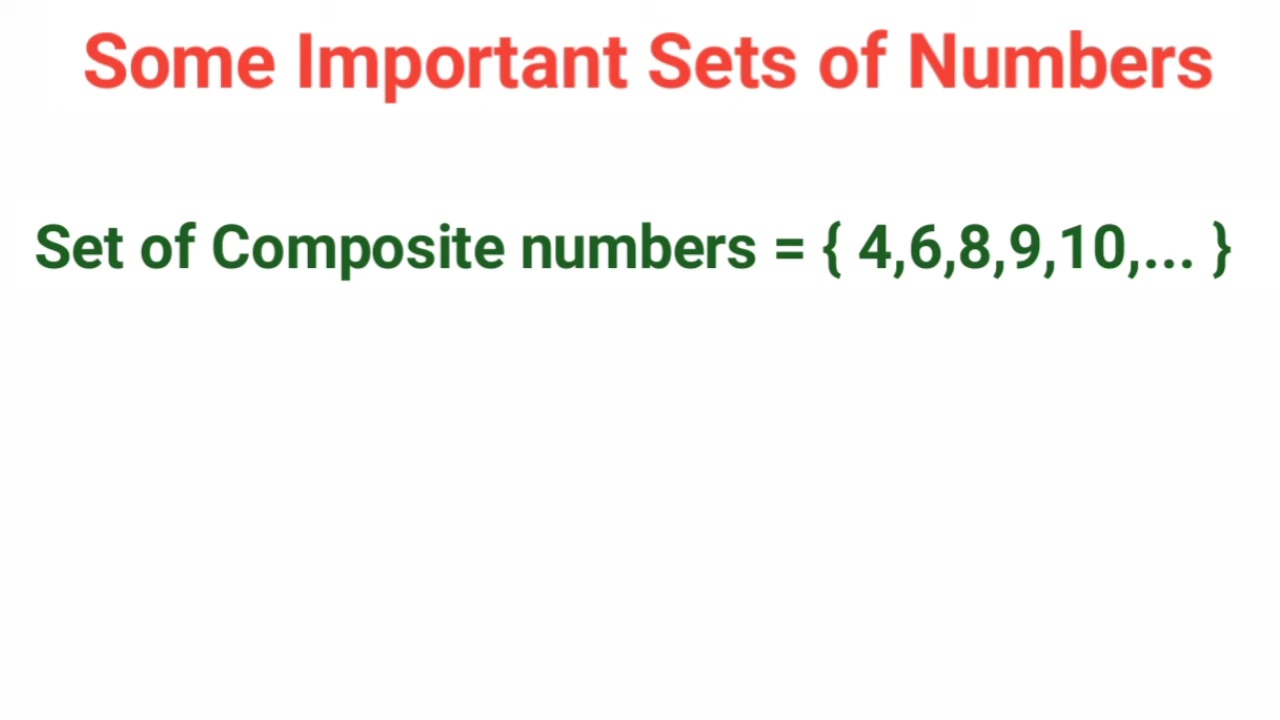 Some Important Sets of Numbers
Set of Composite numbers = { 4,6,8,9,10,... }